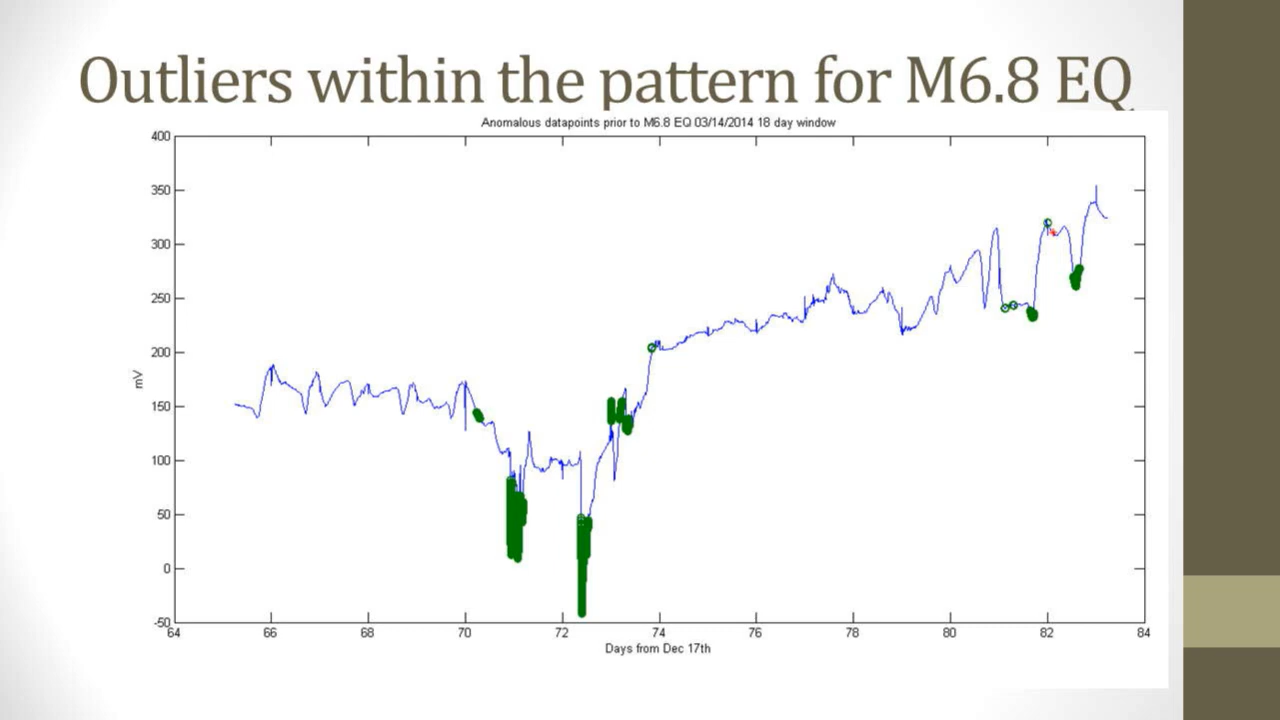 Outliers within the pattern for M6.8 EQ
Anomalous datapoints prior to M6.8 EQ 03/14/2014 18 day window
400
350
300
250
200
150
100
50
0
-50
mV
64 66 68 70 72 74 76 78 80 82 84
Days from Dec 17th